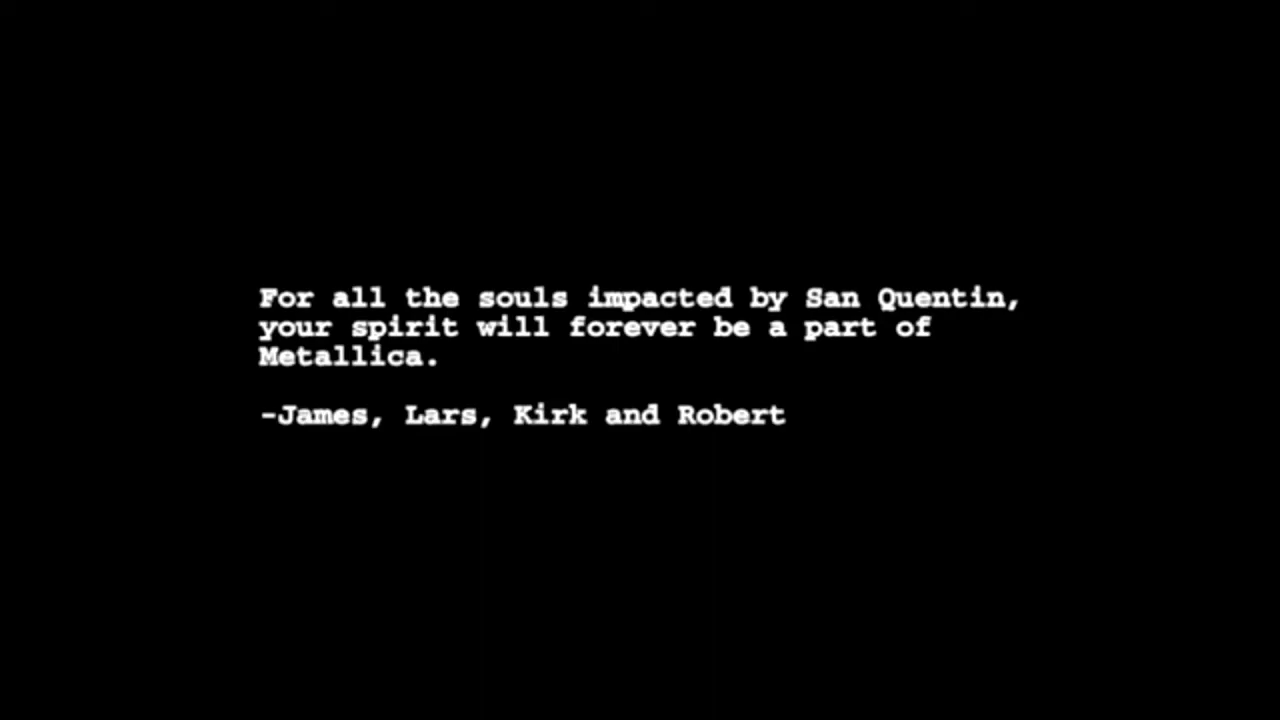 For all the souls impacted by San Quentin,
your spirit will forever be a part of
Metallica.
-James, Lars, Kirk and Robert